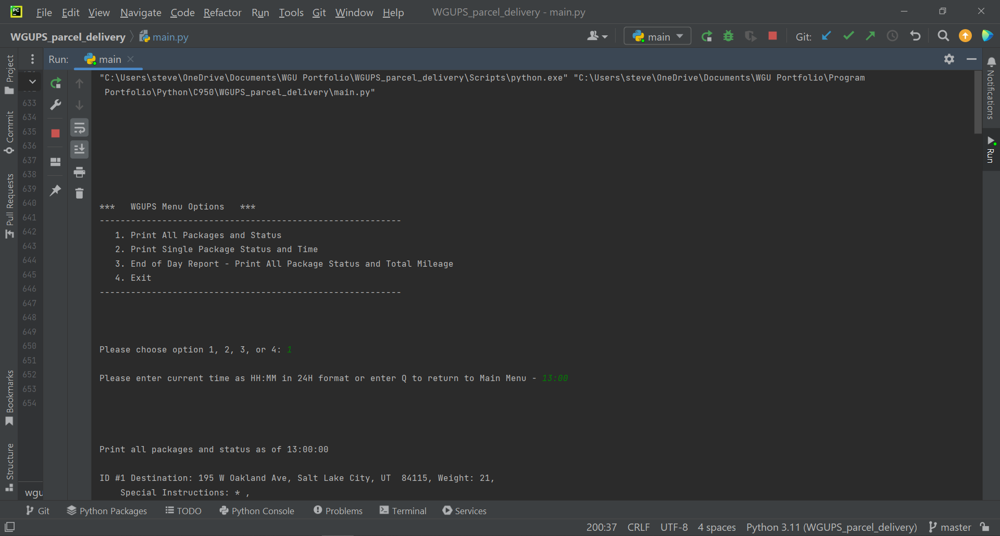 PC File Edit View Navigate Code Refactor Run Tools Git Window Help WGUPS_parcel_delivery - main.py
WGUPS_parcel_delivery main.py main Git:
Run: main
Project
Commit
Pull Requests
Bookmarks
Structure
Notifications
Run
633
634
635
636
637
638
639
640
641
642
643
644
645
646
647
648
649
650
651
652
653
654
wgu
"C:\Users\steve\OneDrive\Documents\WGU Portfolio\WGUPS_parcel_delivery\Scripts\python.exe" "C:\Users\steve\OneDrive\Documents\WGU Portfolio\Program
Portfolio\Python\C950\WGUPS_parcel_delivery\main.py"
*** WGUPS Menu Options ***
----------------------------------------------------------
1. Print All Packages and Status
2. Print Single Package Status and Time
3. End of Day Report - Print All Package Status and Total Mileage
4. Exit
----------------------------------------------------------
Please choose option 1, 2, 3, or 4: 1
Please enter current time as HH:MM in 24H format or enter Q to return to Main Menu - 13:00
Print all packages and status as of 13:00:00
ID #1 Destination: 195 W Oakland Ave, Salt Lake City, UT  84115, Weight: 21,
Special Instructions: * ,
Git Python Packages TODO Python Console Problems Terminal Services
200:37 CRLF UTF-8 4 spaces Python 3.11 (WGUPS_parcel_delivery) master